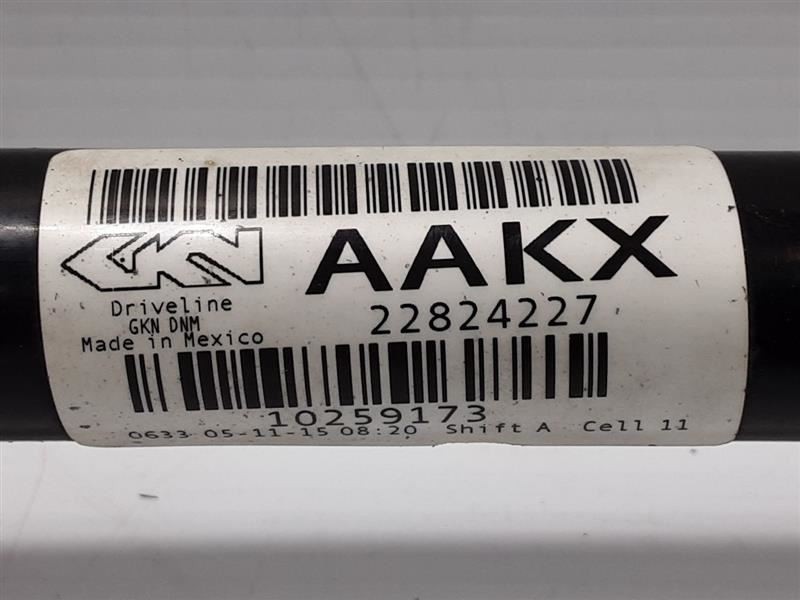 GKN AAKX
Driveline
22824227
GKN DNM
Made in Mexico
10259173
0633 05-11-15 08:20 Shift A Cell 11